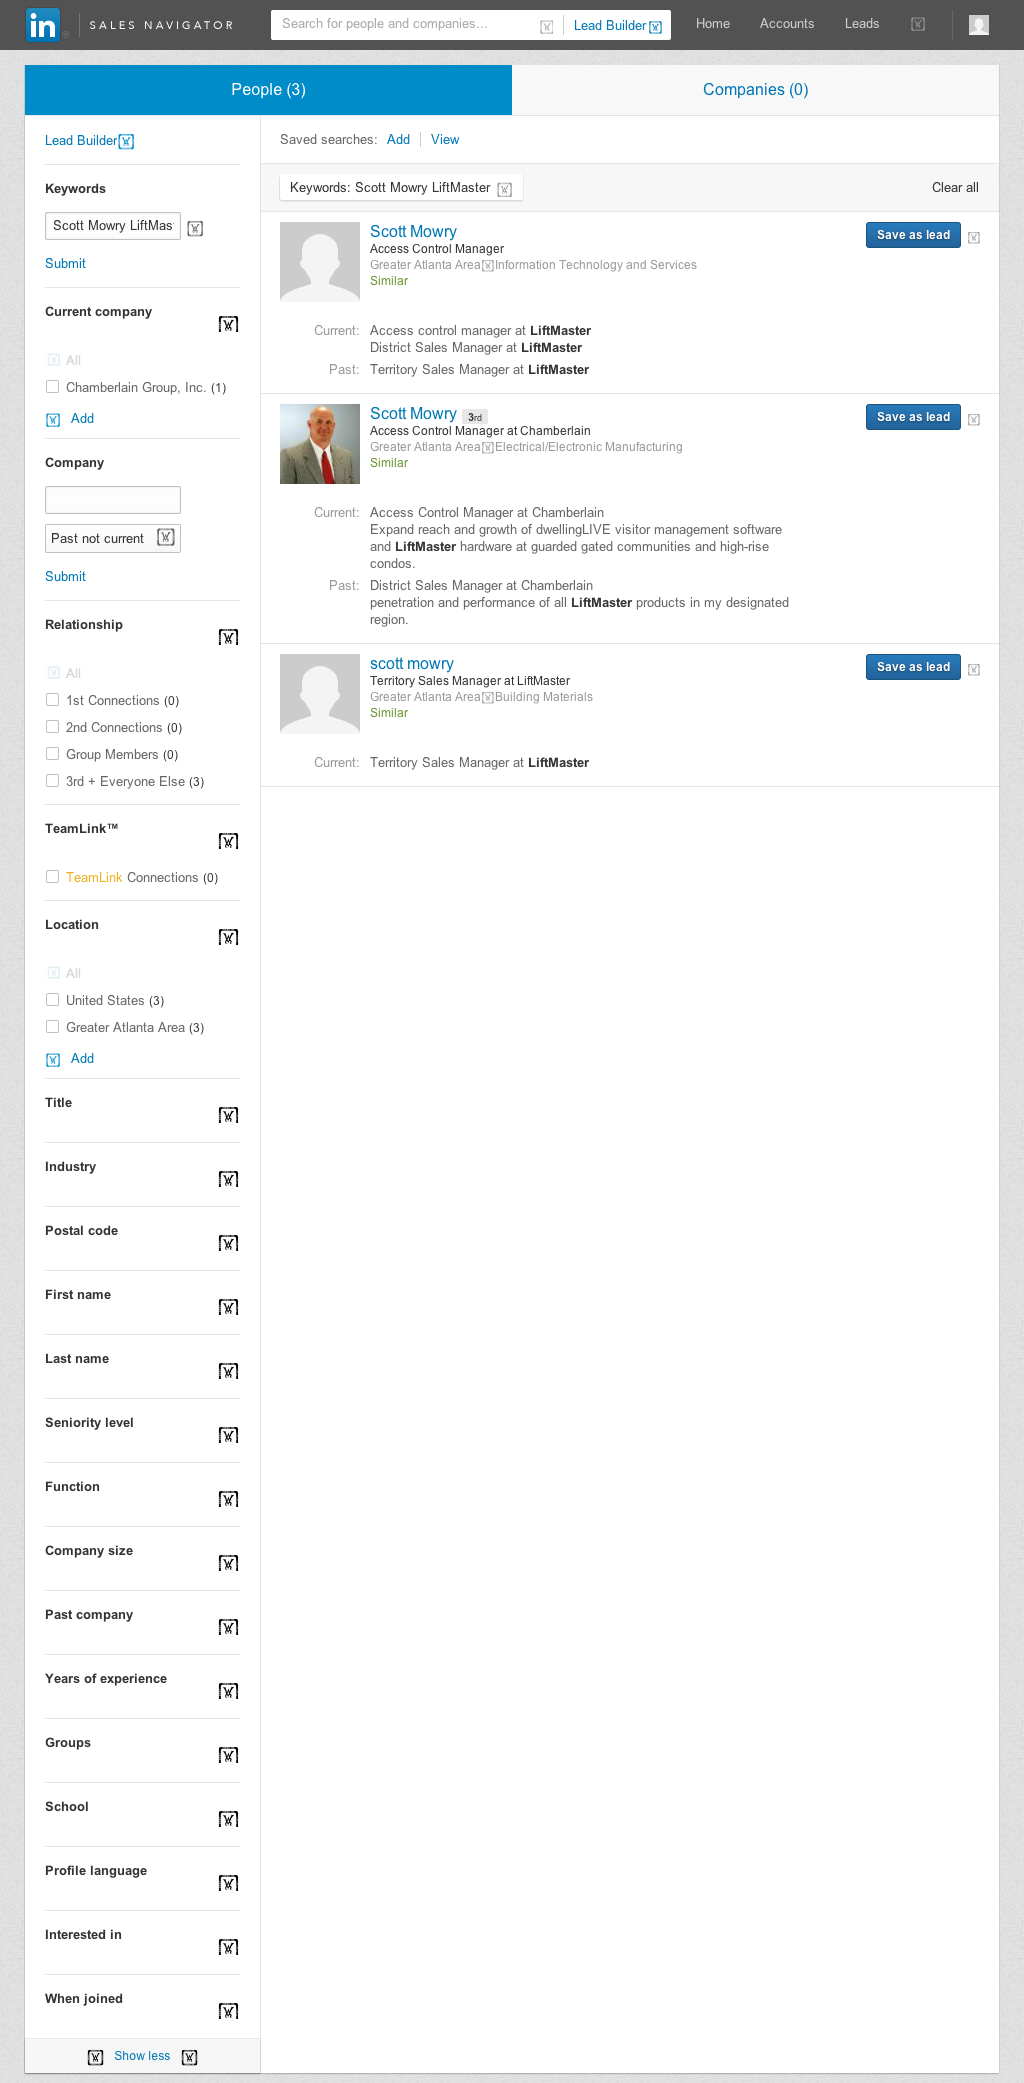 in SALES NAVIGATOR
Search for people and companies...
Lead Builder
Home
Accounts
Leads
People (3)
Companies (0)
Lead Builder
Keywords
Scott Mowry LiftMas
Submit
Current company
All
Chamberlain Group, Inc. (1)
Add
Company
Past not current
Submit
Relationship
All
1st Connections (0)
2nd Connections (0)
Group Members (0)
3rd + Everyone Else (3)
TeamLink™
TeamLink Connections (0)
Location
All
United States (3)
Greater Atlanta Area (3)
Add
Title
Industry
Postal code
First name
Last name
Seniority level
Function
Company size
Past company
Years of experience
Groups
School
Profile language
Interested in
When joined
Show less
Saved searches: Add View
Keywords: Scott Mowry LiftMaster
Clear all
Scott Mowry
Save as lead
Access Control Manager
Greater Atlanta Area Information Technology and Services
Similar
Current: Access control manager at LiftMaster
District Sales Manager at LiftMaster
Past: Territory Sales Manager at LiftMaster
Scott Mowry 3rd
Save as lead
Access Control Manager at Chamberlain
Greater Atlanta Area Electrical/Electronic Manufacturing
Similar
Current: Access Control Manager at Chamberlain
Expand reach and growth of dwellingLIVE visitor management software
and LiftMaster hardware at guarded gated communities and high-rise
condos.
Past: District Sales Manager at Chamberlain
penetration and performance of all LiftMaster products in my designated
region.
scott mowry
Save as lead
Territory Sales Manager at LiftMaster
Greater Atlanta Area Building Materials
Similar
Current: Territory Sales Manager at LiftMaster